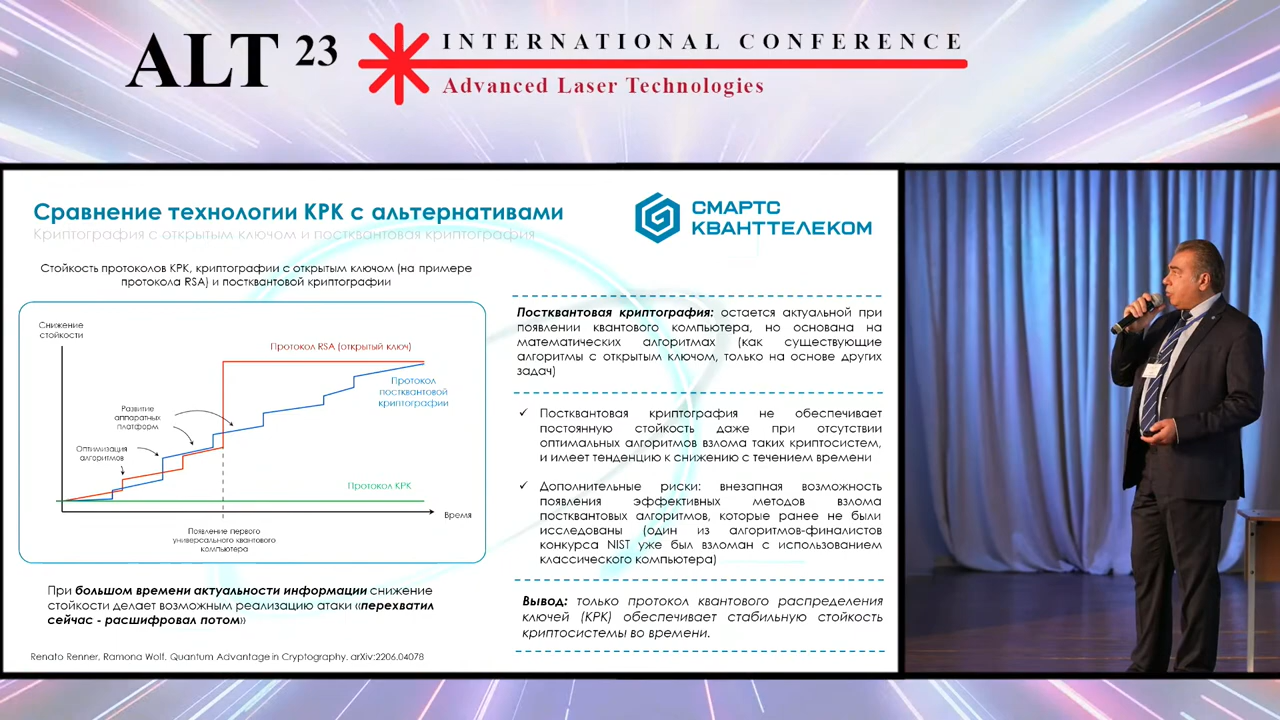 ALT 23
INTERNATIONAL CONFERENCE
Advanced Laser Technologies
Сравнение технологии КРК с альтернативами
Криптография с открытым ключом и постквантовая криптография
СМАРТС
КВАНТТЕЛЕКОМ
Стойкость протоколов КРК, криптографии с открытым ключом (на примере
протокола RSA) и постквантовой криптографии
Снижение
стойкости
Протокол RSA (открытый ключ)
Протокол
постквантовой
криптографии
Развитие
аппаратных
платформ
Оптимизация
алгоритмов
Протокол КРК
Время
Появление первого
универсального квантового
компьютера
При большом времени актуальности информации снижение
стойкости делает возможным реализацию атаки «перехватил
сейчас - расшифровал потом»
Renato Renner, Ramona Wolf. Quantum Advantage in Cryptography. arXiv:2206.04078
Постквантовая криптография: остается актуальной при
появлении квантового компьютера, но основана на
математических алгоритмах (как существующие
алгоритмы с открытым ключом, только на основе других
задач)
✓ Постквантовая криптография не обеспечивает
постоянную стойкость даже при отсутствии
оптимальных алгоритмов взлома таких криптосистем,
и имеет тенденцию к снижению с течением времени
✓ Дополнительные риски: внезапная возможность
появления эффективных методов взлома
постквантовых алгоритмов, которые ранее не были
исследованы (один из алгоритмов-финалистов
конкурса NIST уже был взломан с использованием
классического компьютера)
Вывод: только протокол квантового распределения
ключей (КРК) обеспечивает стабильную стойкость
криптосистемы во времени.